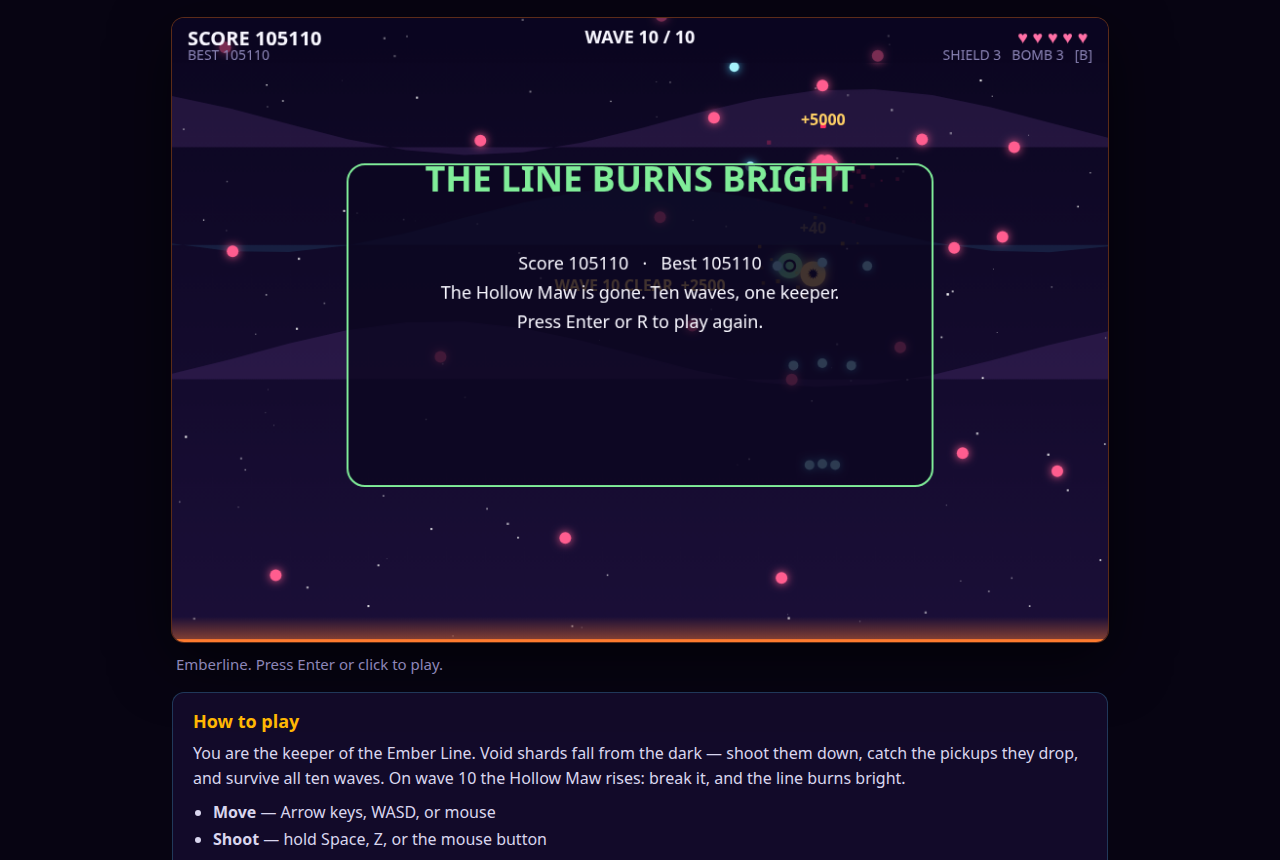 SCORE 105110
WAVE 10 / 10
♥ ♥ ♥ ♥ ♥
BEST 105110
SHIELD 3 BOMB 3 [B]
+5000
THE LINE BURNS BRIGHT
+40
Score 105110 · Best 105110
WAVE 10 CLEAR +2500
The Hollow Maw is gone. Ten waves, one keeper.
Press Enter or R to play again.
Emberline. Press Enter or click to play.
How to play
You are the keeper of the Ember Line. Void shards fall from the dark — shoot them down, catch the pickups they drop,
and survive all ten waves. On wave 10 the Hollow Maw rises: break it, and the line burns bright.
• Move — Arrow keys, WASD, or mouse
• Shoot — hold Space, Z, or the mouse button